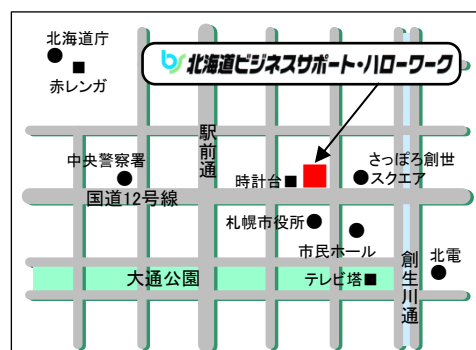 北海道庁
赤レンガ
北海道ビジネスサポート・ハローワーク
駅前通
中央警察署
時計台
さっぽろ創世
スクエア
国道12号線
札幌市役所
市民ホール
創生川通
北電
大通公園
テレビ塔